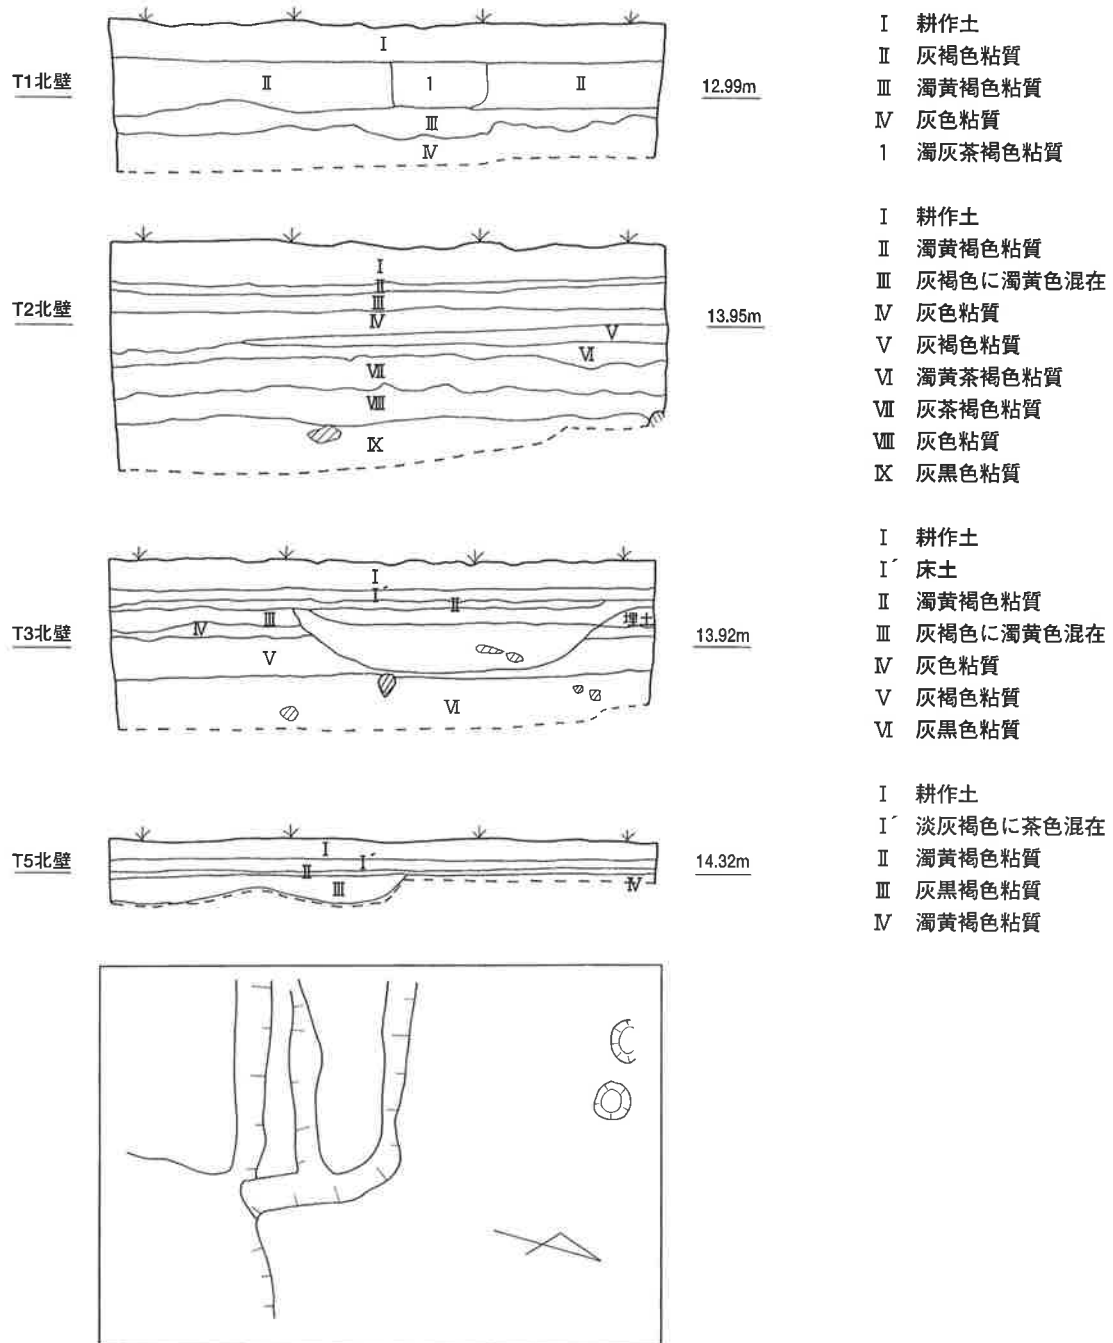 T1北壁
Ⅰ
Ⅱ
1
Ⅱ
Ⅲ
Ⅳ
12.99m
Ⅰ 耕作土
Ⅱ 灰褐色粘質
Ⅲ 濁黄褐色粘質
Ⅳ 灰色粘質
1 濁灰茶褐色粘質
T2北壁
Ⅰ
Ⅱ
Ⅲ
Ⅳ
Ⅴ
Ⅵ
Ⅶ
Ⅷ
Ⅸ
13.95m
Ⅰ 耕作土
Ⅱ 濁黄褐色粘質
Ⅲ 灰褐色に濁黄色混在
Ⅳ 灰色粘質
Ⅴ 灰褐色粘質
Ⅵ 濁黄茶褐色粘質
Ⅶ 灰茶褐色粘質
Ⅷ 灰色粘質
Ⅸ 灰黒色粘質
T3北壁
Ⅰ
Ⅰ´
Ⅱ
Ⅲ
埋土
Ⅳ
Ⅴ
Ⅵ
13.92m
Ⅰ 耕作土
Ⅰ´ 床土
Ⅱ 濁黄褐色粘質
Ⅲ 灰褐色に濁黄色混在
Ⅳ 灰色粘質
Ⅴ 灰褐色粘質
Ⅵ 灰黒色粘質
T5北壁
Ⅰ
Ⅰ´
Ⅱ
Ⅲ
Ⅳ
14.32m
Ⅰ 耕作土
Ⅰ´ 淡灰褐色に茶色混在
Ⅱ 濁黄褐色粘質
Ⅲ 灰黒褐色粘質
Ⅳ 濁黄褐色粘質